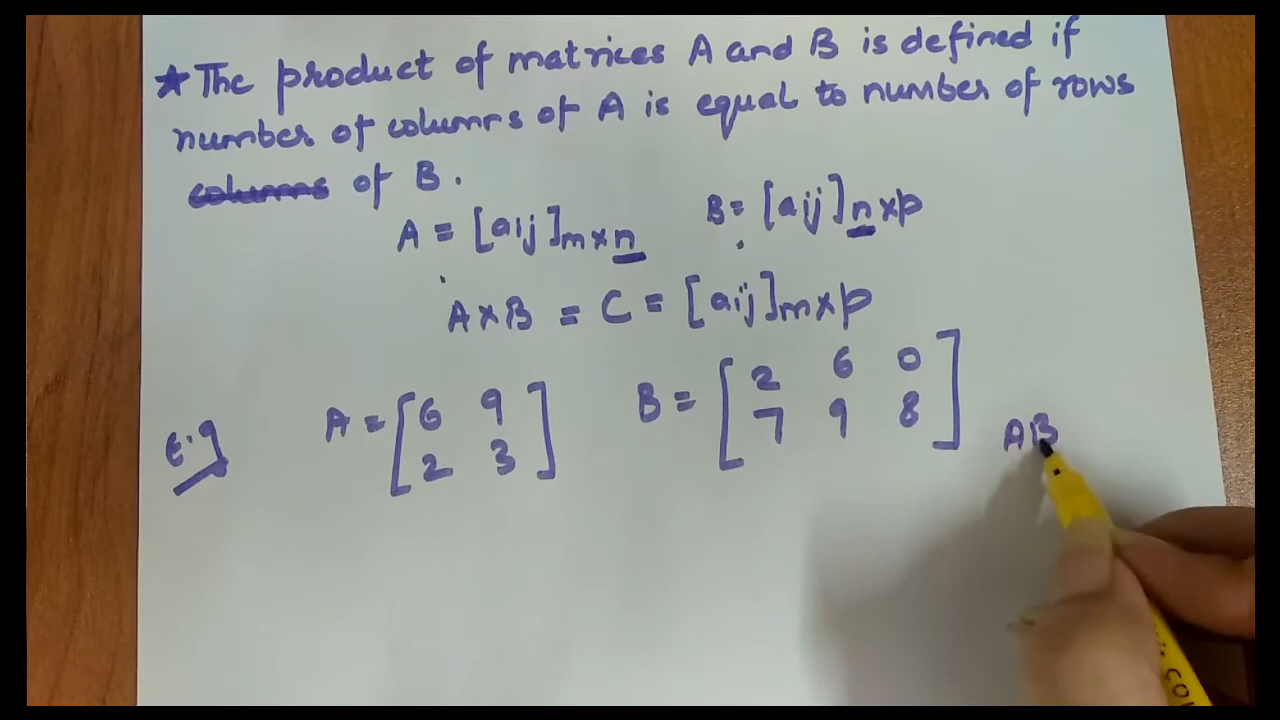 ★ The product of matrices A and B is defined if
number of columns of A is equal to number of rows
columns of B.
A = [aij]m×n B = [aij]n×p
A×B = C = [aij]m×p
E.g A = [6 9 B = [2 6 0
2 3] 7 9 8] AB
COL